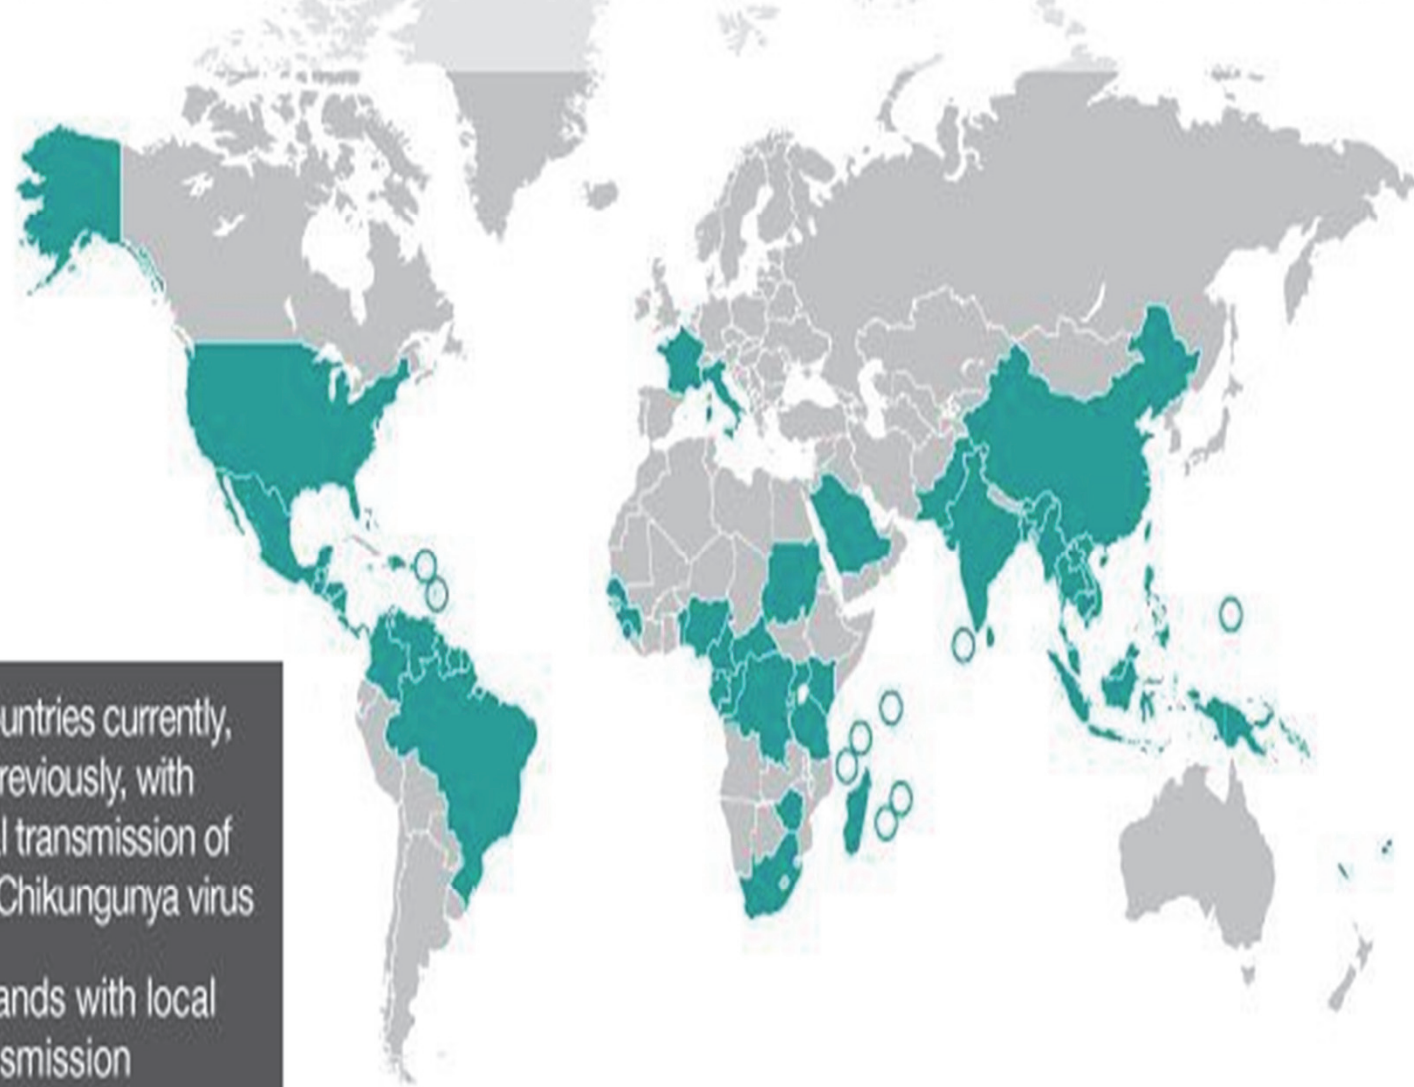 untries currently,
reviously, with
l transmission of
Chikungunya virus
ands with local
smission